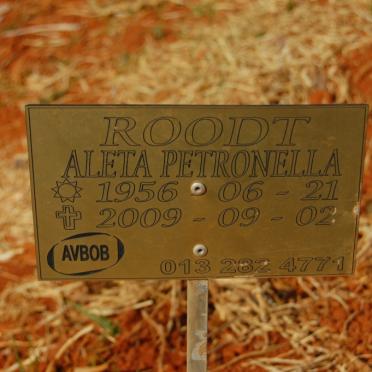 ROODT
ALETA PETRONELLA
1956 - 06 - 21
2009 - 09 - 02
AVBOB
013 282 4771